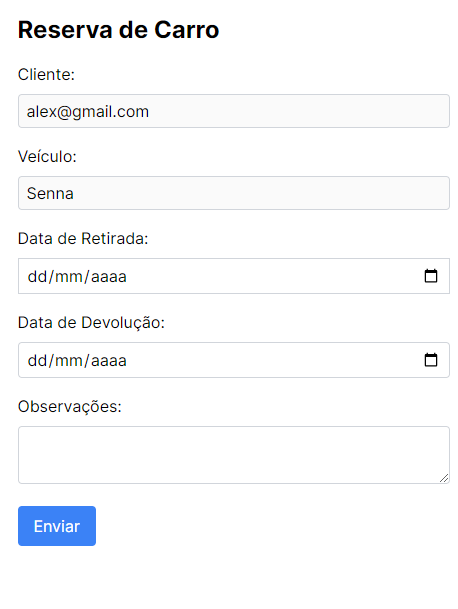 Reserva de Carro
Cliente:
alex@gmail.com
Veículo:
Senna
Data de Retirada:
dd/mm/aaaa
Data de Devolução:
dd/mm/aaaa
Observações:
Enviar